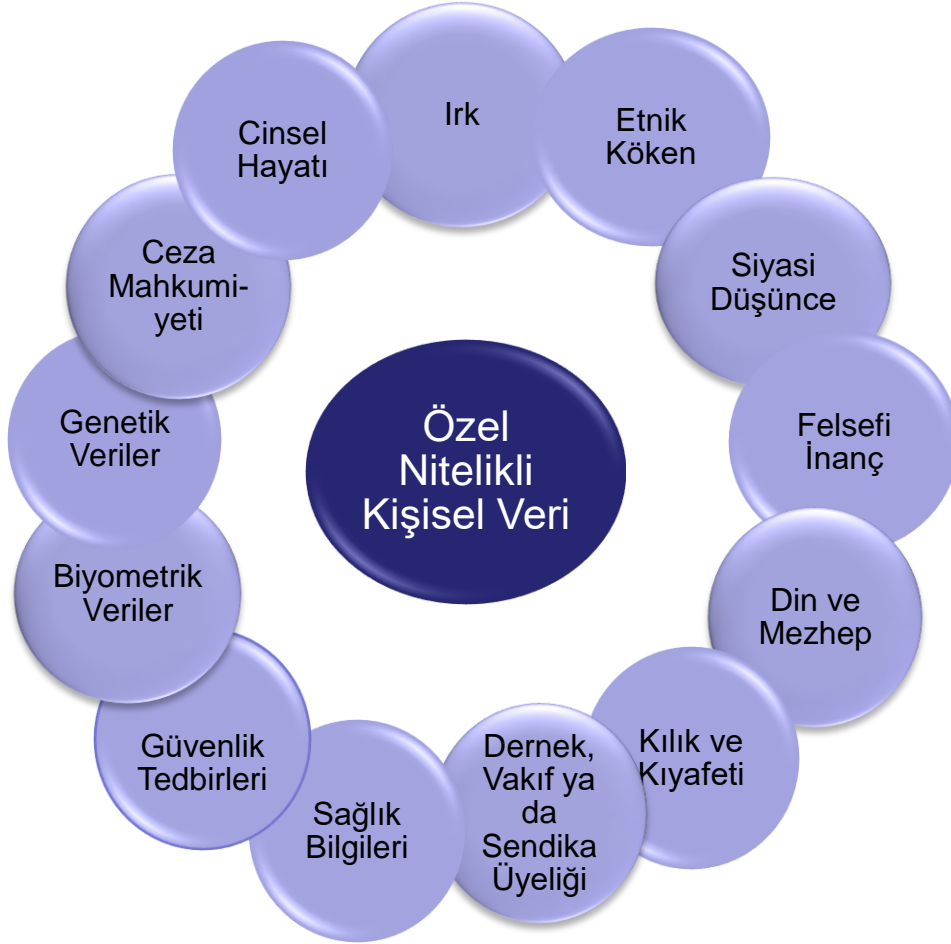 Irk
Etnik
Köken
Siyasi
Düşünce
Felsefi
İnanç
Din ve
Mezhep
Kılık ve
Kıyafeti
Dernek,
Vakıf ya
da
Sendika
Üyeliği
Sağlık
Bilgileri
Güvenlik
Tedbirleri
Biyometrik
Veriler
Genetik
Veriler
Ceza
Mahkumi-
yeti
Cinsel
Hayatı
Özel
Nitelikli
Kişisel Veri